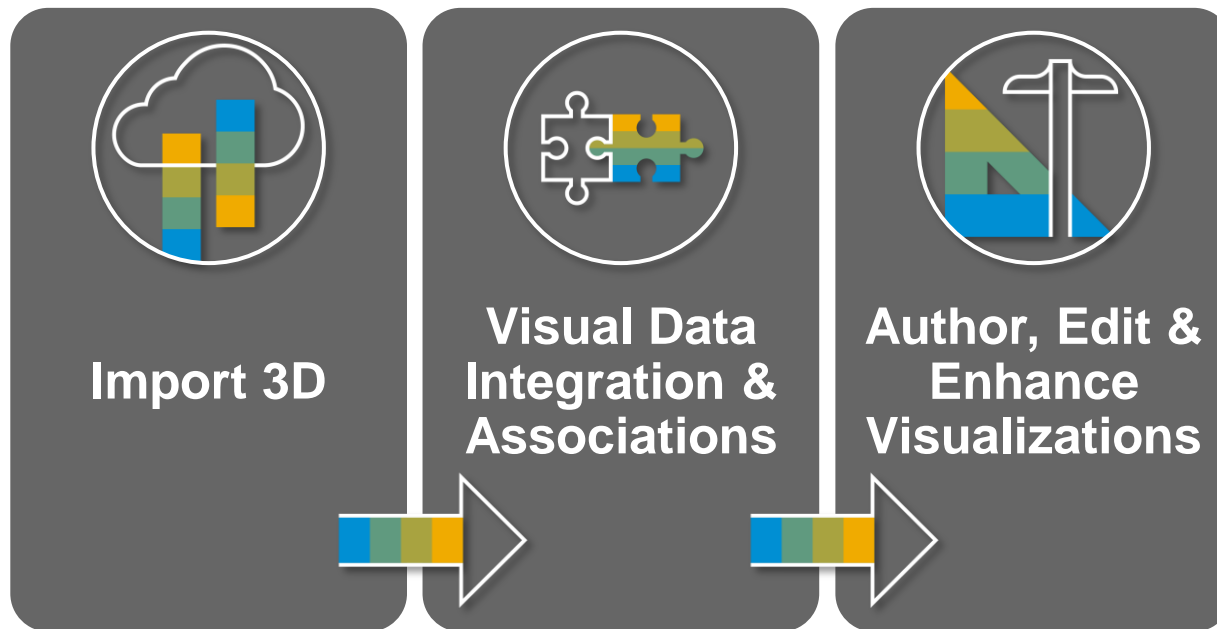 Import 3D
Visual Data
Integration &
Associations
Author, Edit &
Enhance
Visualizations